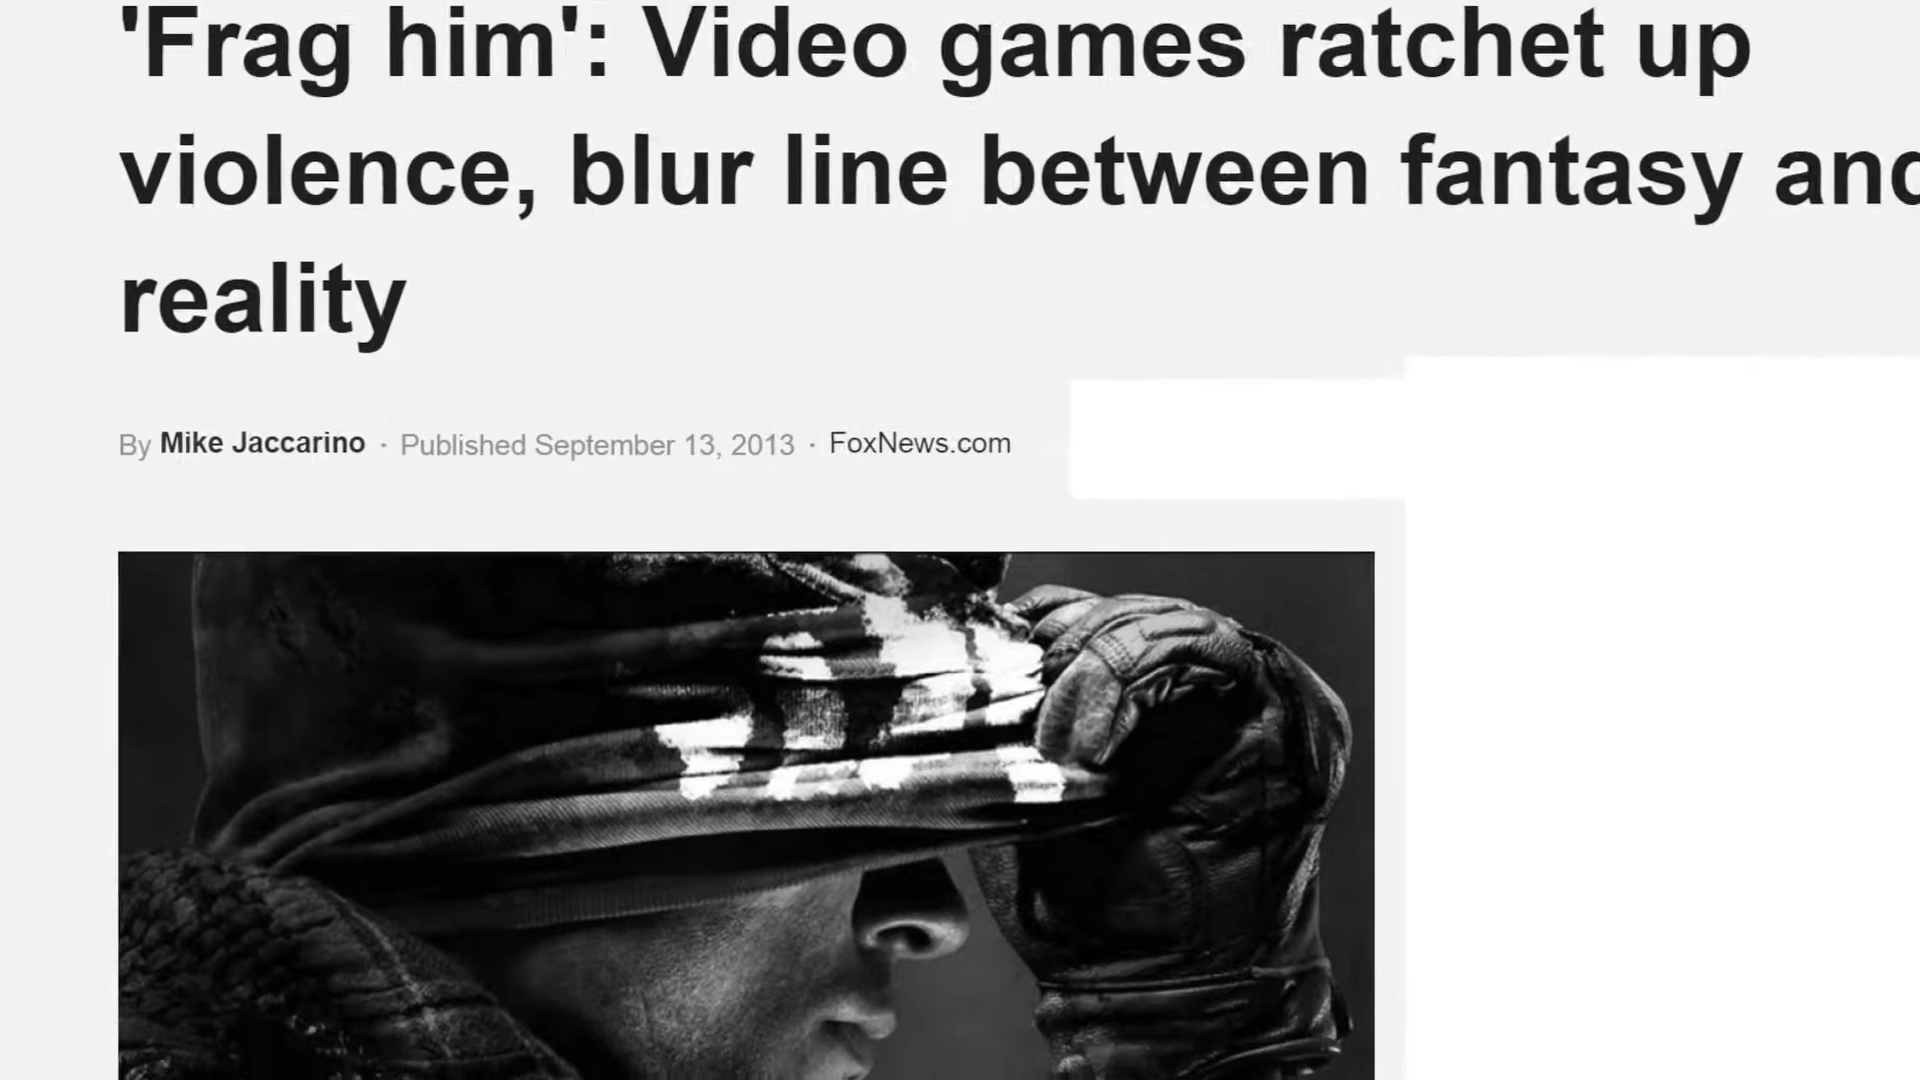 'Frag him': Video games ratchet up
violence, blur line between fantasy and
reality
By Mike Jaccarino · Published September 13, 2013 · FoxNews.com